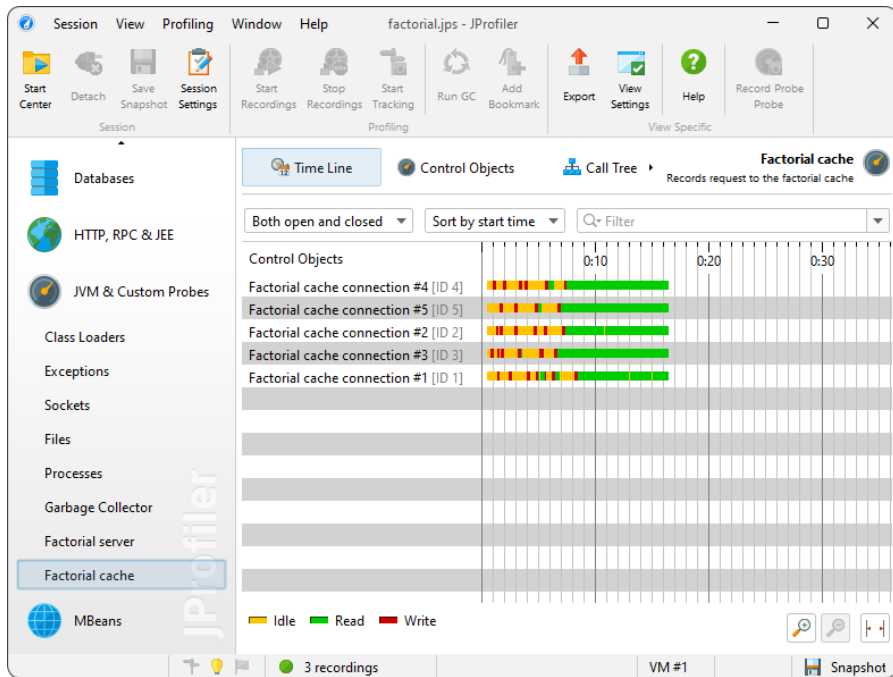 Session View Profiling Window Help factorial.jps - JProfiler
Start Center
Detach
Save Snapshot
Session Settings
Start Recordings
Stop Recordings
Start Tracking
Run GC
Add Bookmark
Export
View Settings
Help
Record Probe Probe
Session Profiling View Specific
Databases
HTTP, RPC & JEE
JVM & Custom Probes
Class Loaders
Exceptions
Sockets
Files
Processes
Garbage Collector
Factorial server
Factorial cache
MBeans
JProfiler
12 Time Line Control Objects Call Tree
Factorial cache
Records request to the factorial cache
Both open and closed Sort by start time Filter
Control Objects 0:10 0:20 0:30
Factorial cache connection #4 [ID 4]
Factorial cache connection #5 [ID 5]
Factorial cache connection #2 [ID 2]
Factorial cache connection #3 [ID 3]
Factorial cache connection #1 [ID 1]
Idle Read Write
3 recordings VM #1 Snapshot